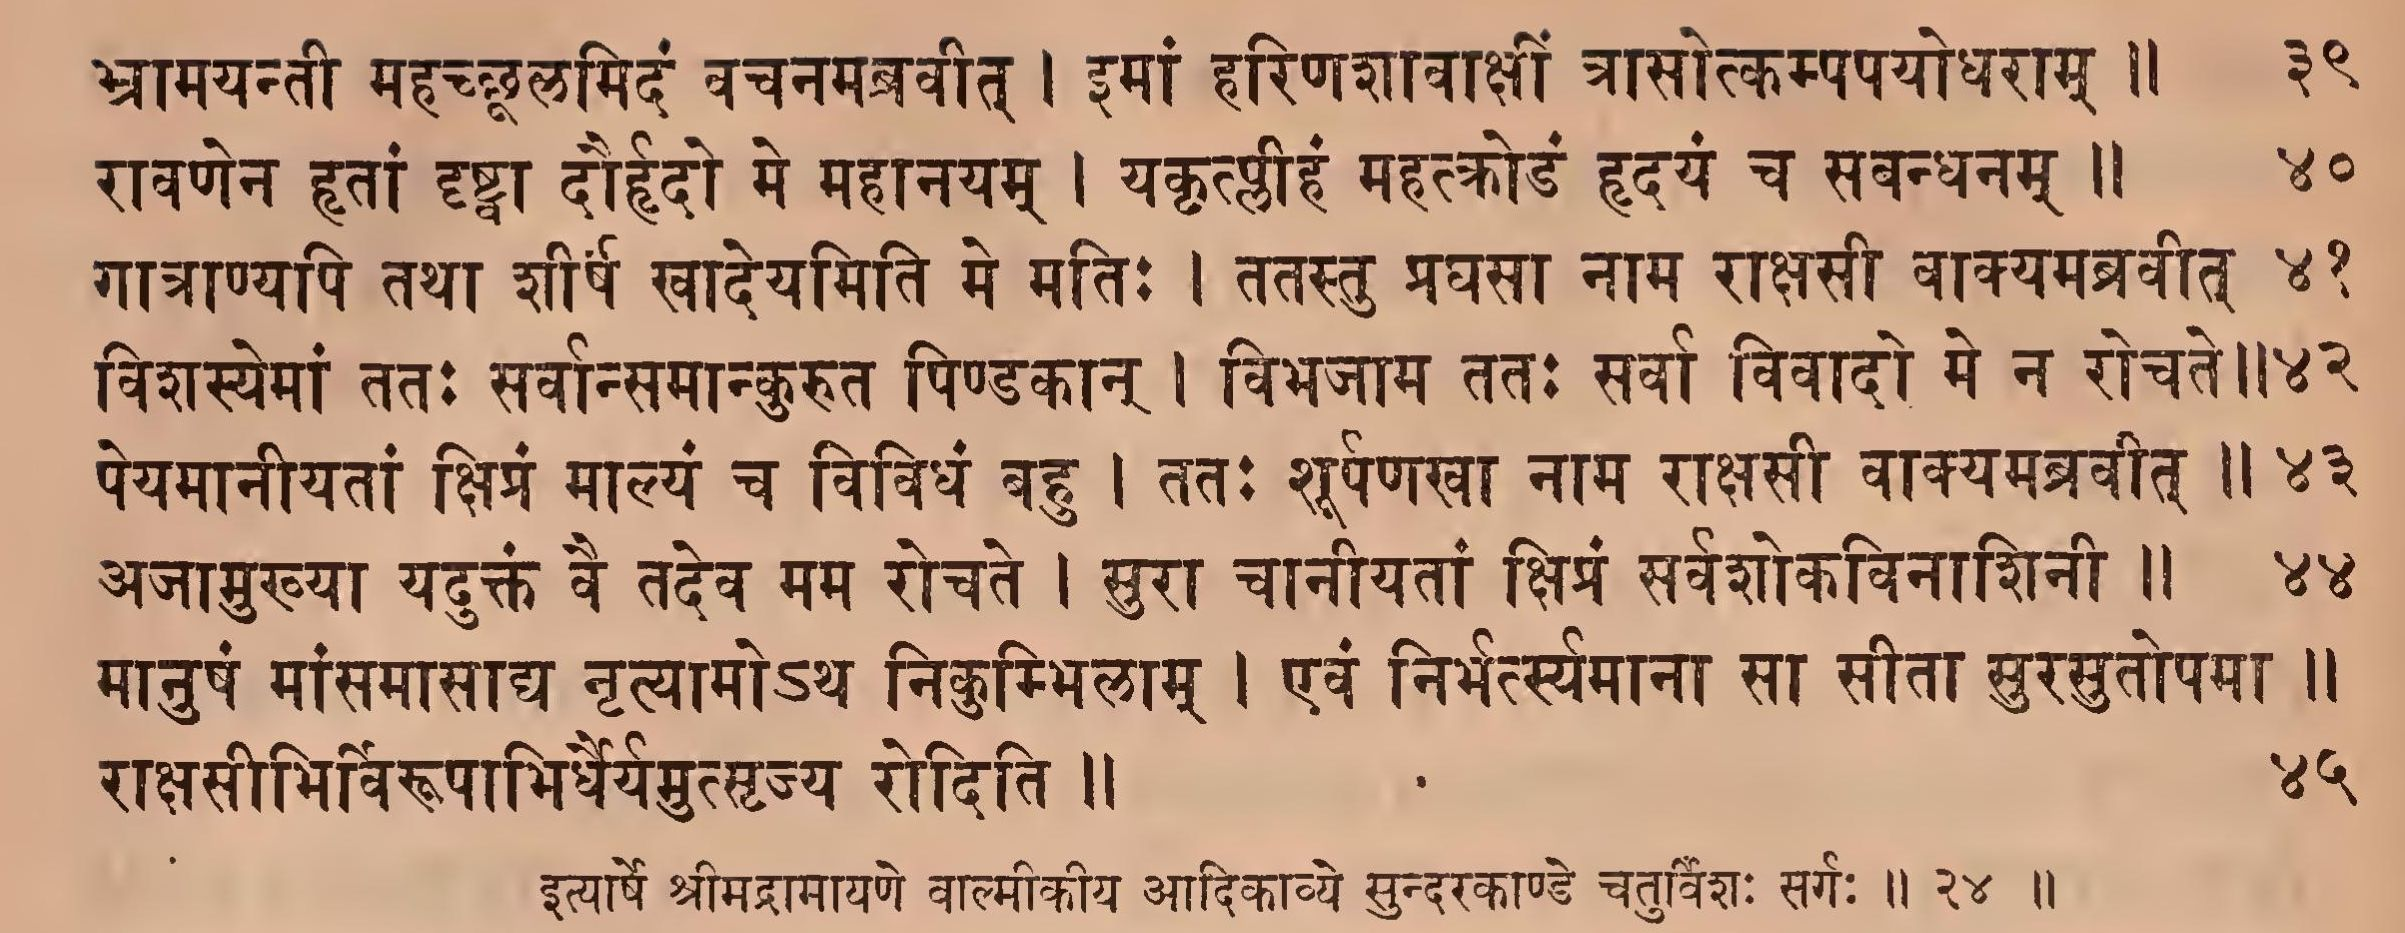 भ्रामयन्ती महच्छूलमिदं वचनमब्रवीत् । इमां हरिणशावाक्षीं त्रासोत्कम्पपयोधराम् ॥ ३९
रावणेन हृतां दृष्ट्वा दौर्हृदो मे महानयम् । यकृत्प्लीहं महत्क्रोडं हृदयं च सबन्धनम् ॥ ४०
गात्राण्यपि तथा शीर्षं खादेयमिति मे मतिः । ततस्तु प्रघसा नाम राक्षसी वाक्यमब्रवीत् ४१
विशस्येमां ततः सर्वान्समान्कुरुत पिण्डकान् । विभजाम ततः सर्वा विवादो मे न रोचते॥४२
पेयमानीयतां क्षिप्रं माल्यं च विविधं बहु । ततः शूर्पणखा नाम राक्षसी वाक्यमब्रवीत् ॥ ४३
अजामुख्या यदुक्तं वै तदेव मम रोचते । सुरा चानीयतां क्षिप्रं सर्वशोकविनाशिनी ॥ ४४
मानुषं मांसमासाद्य नृत्यामोऽथ निकुम्भिलाम् । एवं निर्भर्त्स्यमाना सा सीता सुरसुतोपमा ॥
राक्षसीभिर्विरूपाभिर्धैर्यमुत्सृज्य रोदिति ॥ ४५
इत्यार्षे श्रीमद्रामायणे वाल्मीकीय आदिकाव्ये सुन्दरकाण्डे चतुर्विंशः सर्गः ॥ २४ ॥